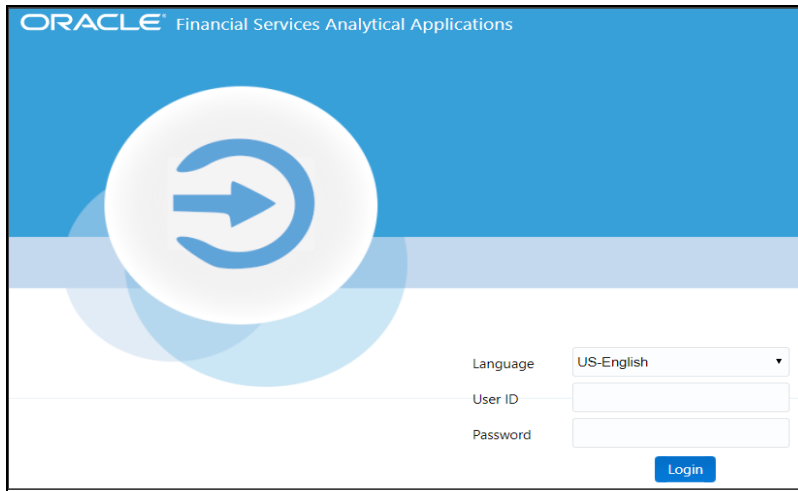 ORACLE® Financial Services Analytical Applications
Language US-English
User ID
Password
Login